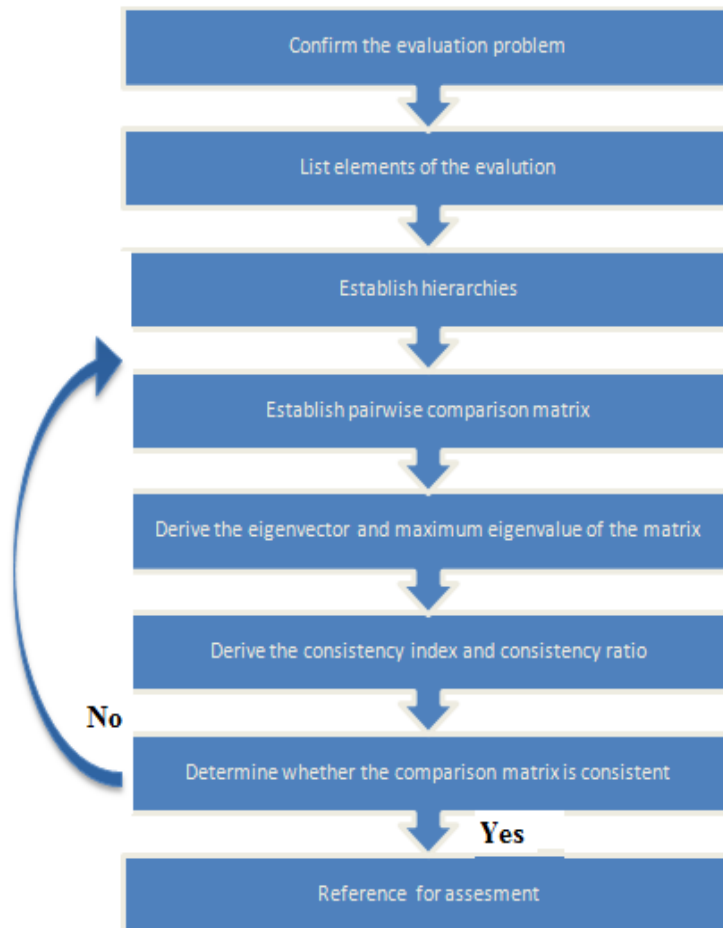 Confirm the evaluation problem
List elements of the evalution
Establish hierarchies
Establish pairwise comparison matrix
Derive the eigenvector and maximum eigenvalue of the matrix
Derive the consistency index and consistency ratio
No
Determine whether the comparison matrix is consistent
Yes
Reference for assesment